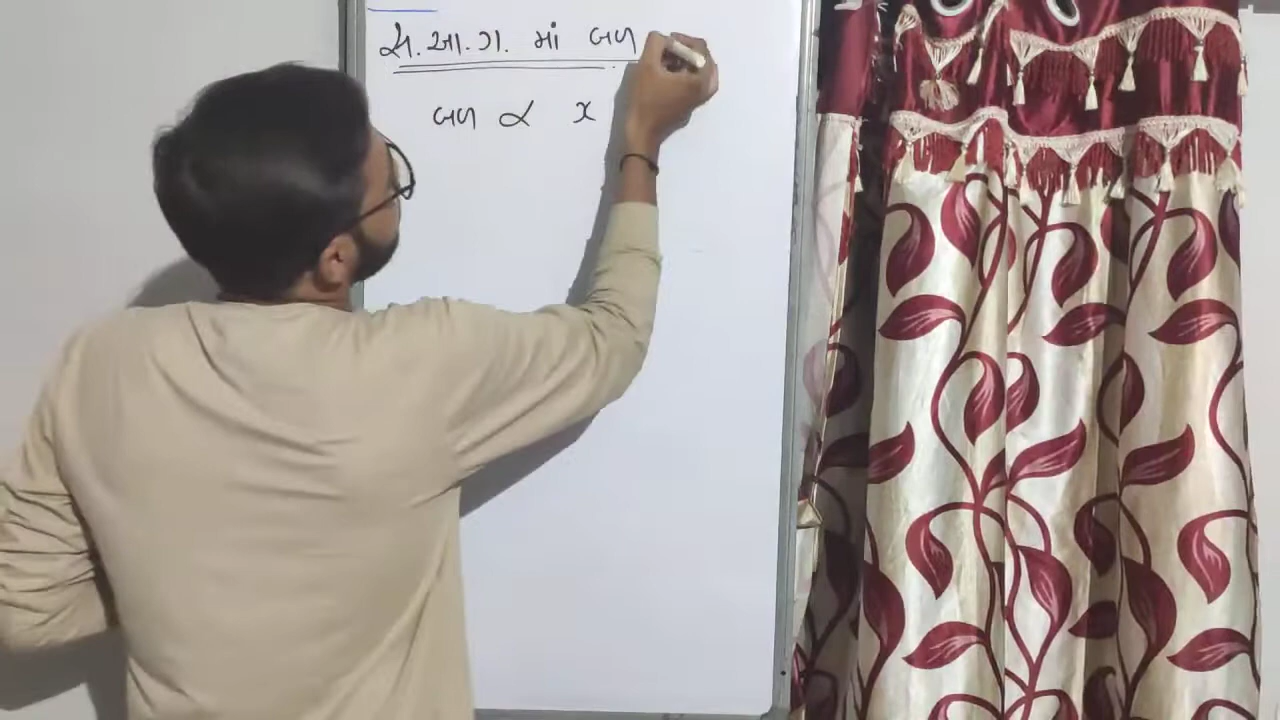 સ.આ.ગ. માં બળ
બળ ∝ x